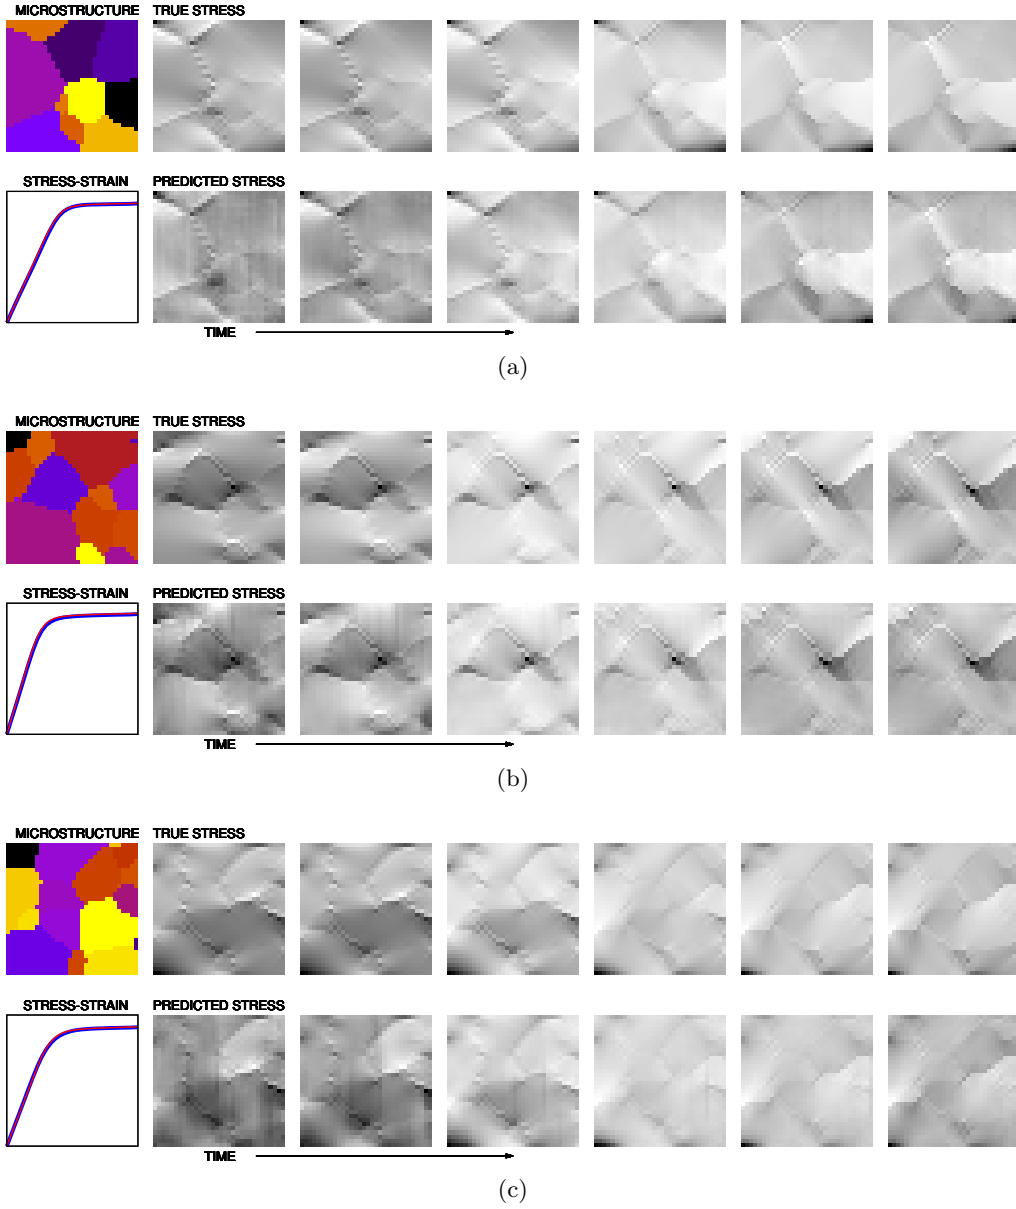 MICROSTRUCTURE TRUE STRESS
STRESS-STRAIN PREDICTED STRESS
TIME
(a)
MICROSTRUCTURE TRUE STRESS
STRESS-STRAIN PREDICTED STRESS
TIME
(b)
MICROSTRUCTURE TRUE STRESS
STRESS-STRAIN PREDICTED STRESS
TIME
(c)